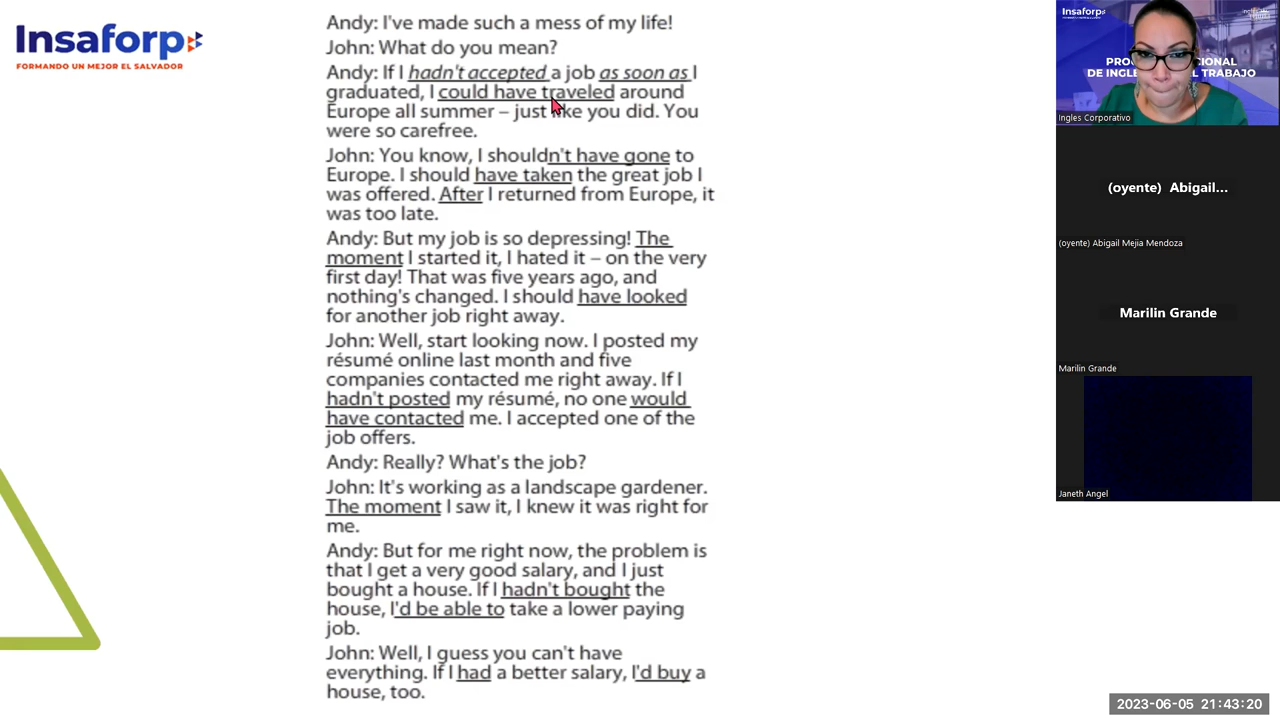 Insaforp
FORMANDO UN MEJOR EL SALVADOR
Andy: I've made such a mess of my life!
John: What do you mean?
Andy: If I hadn't accepted a job as soon as I
graduated, I could have traveled around
Europe all summer – just like you did. You
were so carefree.
John: You know, I shouldn't have gone to
Europe. I should have taken the great job I
was offered. After I returned from Europe, it
was too late.
Andy: But my job is so depressing! The
moment I started it, I hated it – on the very
first day! That was five years ago, and
nothing's changed. I should have looked
for another job right away.
John: Well, start looking now. I posted my
résumé online last month and five
companies contacted me right away. If I
hadn't posted my résumé, no one would
have contacted me. I accepted one of the
job offers.
Andy: Really? What's the job?
John: It's working as a landscape gardener.
The moment I saw it, I knew it was right for
me.
Andy: But for me right now, the problem is
that I get a very good salary, and I just
bought a house. If I hadn't bought the
house, I'd be able to take a lower paying
job.
John: Well, I guess you can't have
everything. If I had a better salary, I'd buy a
house, too.
Insaforp
DE INGLE L TRABAJO
Ingles Corporativo
(oyente) Abigail...
(oyente) Abigail Mejia Mendoza
Marilin Grande
Marilin Grande
Janeth Angel
2023-06-05 21:43:20